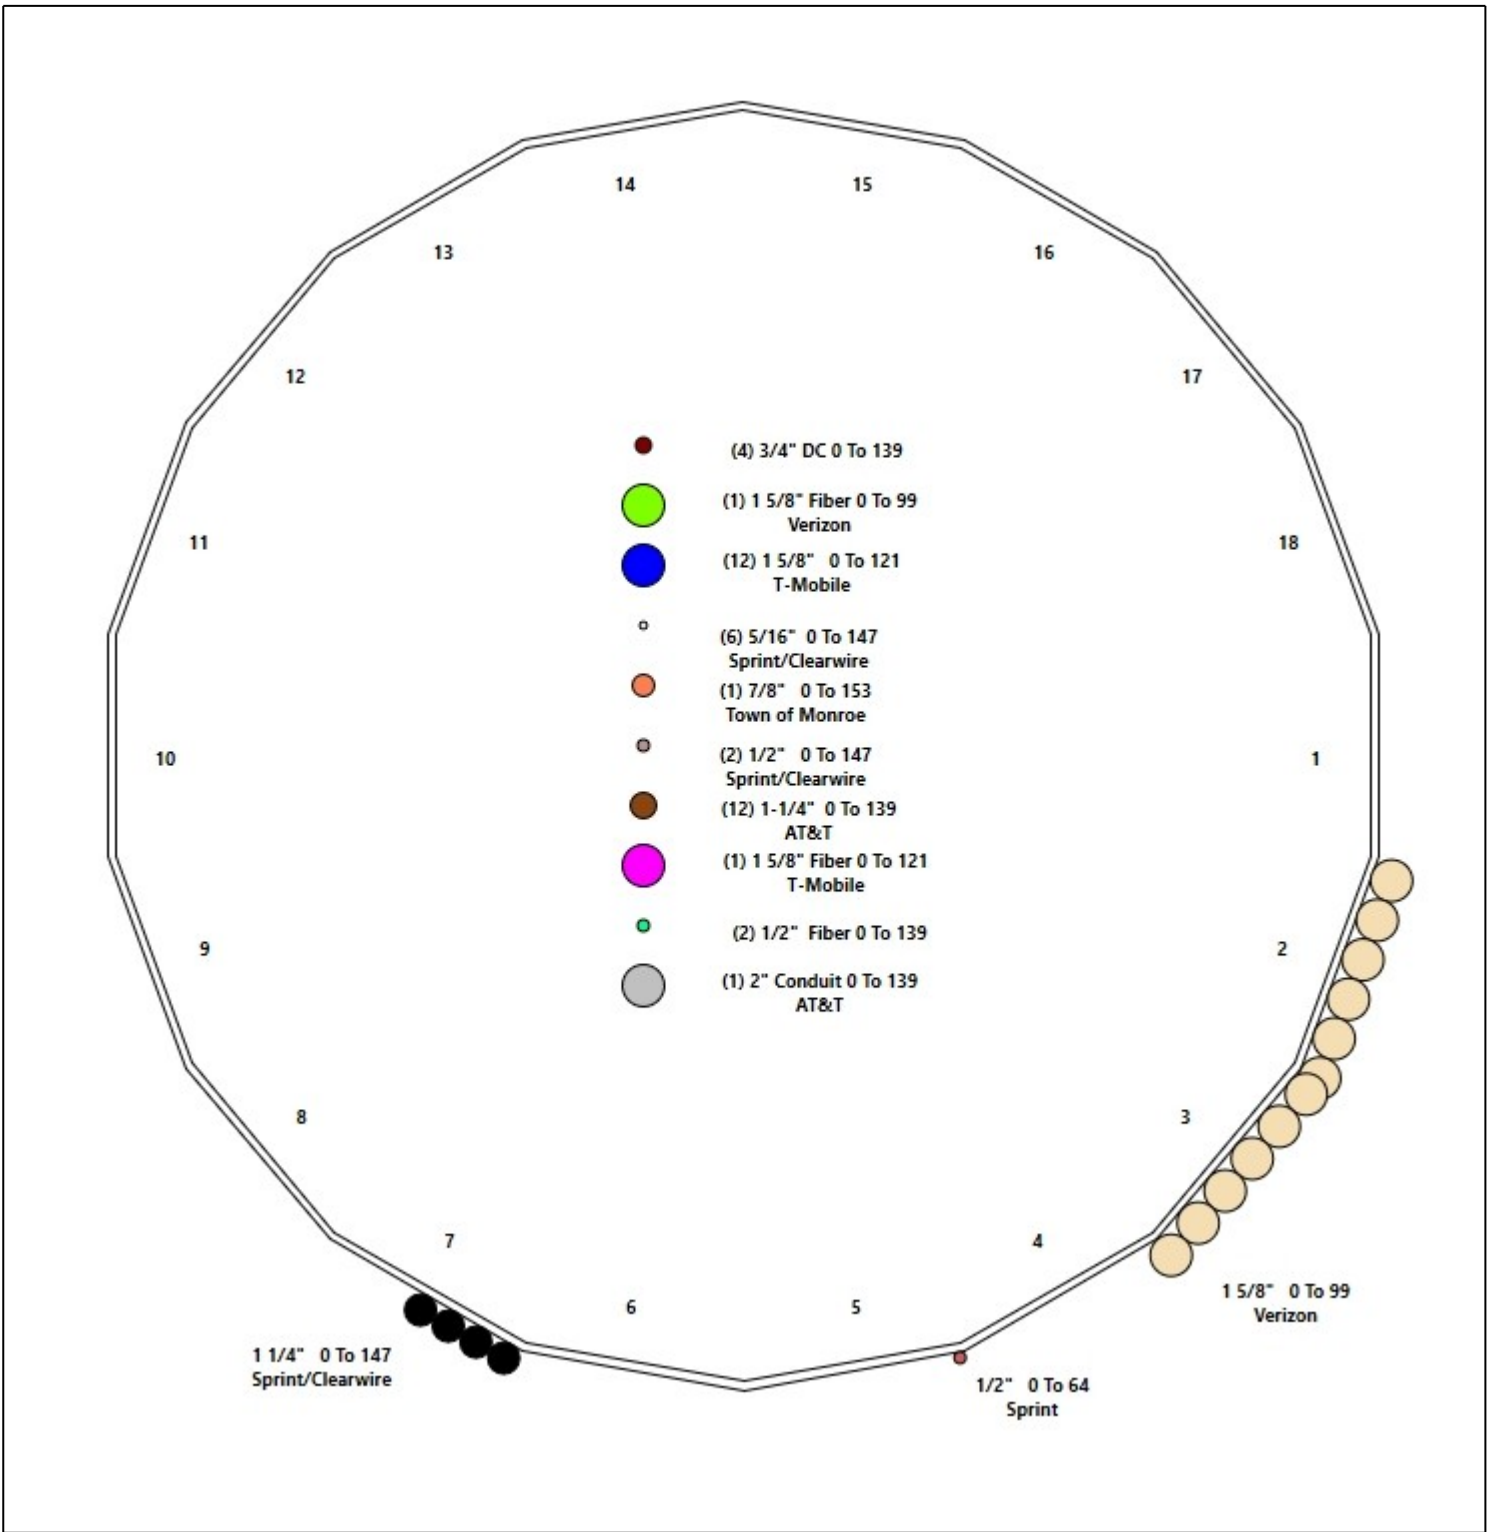 14
15
13
16
12
17
(4) 3/4" DC 0 To 139
(1) 1 5/8" Fiber 0 To 99
Verizon
11
18
(12) 1 5/8" 0 To 121
T-Mobile
(6) 5/16" 0 To 147
Sprint/Clearwire
(1) 7/8" 0 To 153
Town of Monroe
10
1
(2) 1/2" 0 To 147
Sprint/Clearwire
(12) 1-1/4" 0 To 139
AT&T
(1) 1 5/8" Fiber 0 To 121
T-Mobile
9
2
(2) 1/2" Fiber 0 To 139
(1) 2" Conduit 0 To 139
AT&T
8
3
7
4
6
5
1 5/8" 0 To 99
Verizon
1 1/4" 0 To 147
Sprint/Clearwire
1/2" 0 To 64
Sprint